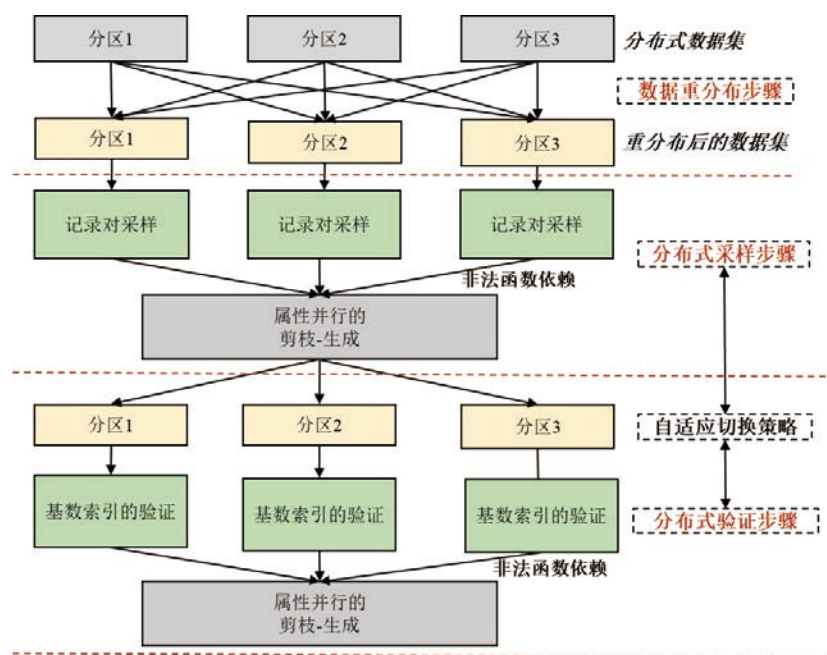 分区1
分区2
分区3
分布式数据集
数据重分布步骤
分区1
分区2
分区3
重分布后的数据集
记录对采样
记录对采样
记录对采样
分布式采样步骤
非法函数依赖
属性并行的
剪枝-生成
分区1
分区2
分区3
自适应切换策略
基数索引的验证
基数索引的验证
基数索引的验证
分布式验证步骤
非法函数依赖
属性并行的
剪枝-生成